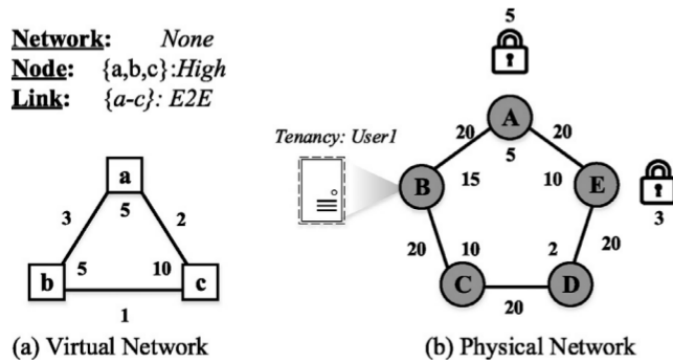 Network: None
Node: {a,b,c}:High
Link: {a-c}: E2E
a
3
5
2
b
5
10
c
1
(a) Virtual Network
5
A
Tenancy: User1
20
20
5
B
15
10
E
3
20
10
2
20
C
D
20
(b) Physical Network